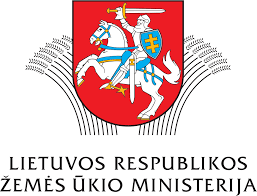 LIETUVOS RESPUBLIKOS
ŽEMĖS ŪKIO MINISTERIJA